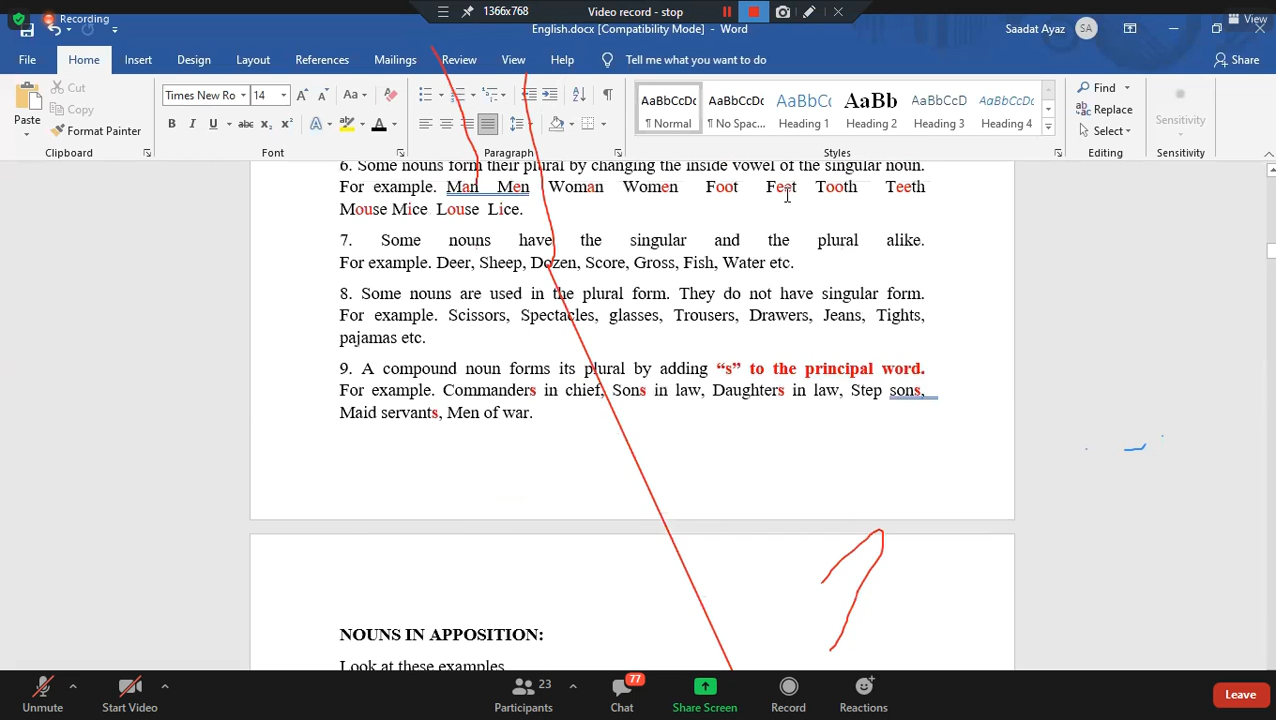 Recording
1366x768
Video record - stop
View
English.docx [Compatibility Mode] - Word
Saadat Ayaz
SA
File
Home
Insert
Design
Layout
References
Mailings
Review
View
Help
Tell me what you want to do
Share
Paste
Cut
Copy
Format Painter
Clipboard
Times New Ro
14
Font
Paragraph
AaBbCcDc
¶ Normal
AaBbCcDc
¶ No Spac...
AaBbCc
Heading 1
AaBb
Heading 2
AaBbCcD
Heading 3
AaBbCcDc
Heading 4
Styles
Find
Replace
Select
Editing
Sensitivity
Sensitivity
6. Some nouns form their plural by changing the inside vowel of the singular noun.
For example. Man Men Woman Women Foot Feet Tooth Teeth
Mouse Mice Louse Lice.
7. Some nouns have the singular and the plural alike.
For example. Deer, Sheep, Dozen, Score, Gross, Fish, Water etc.
8. Some nouns are used in the plural form. They do not have singular form.
For example. Scissors, Spectacles, glasses, Trousers, Drawers, Jeans, Tights,
pajamas etc.
9. A compound noun forms its plural by adding “s” to the principal word.
For example. Commanders in chief, Sons in law, Daughters in law, Step sons,
Maid servants, Men of war.
NOUNS IN APPOSITION:
Look at these examples
Unmute
Start Video
23
Participants
77
Chat
Share Screen
Record
Reactions
Leave